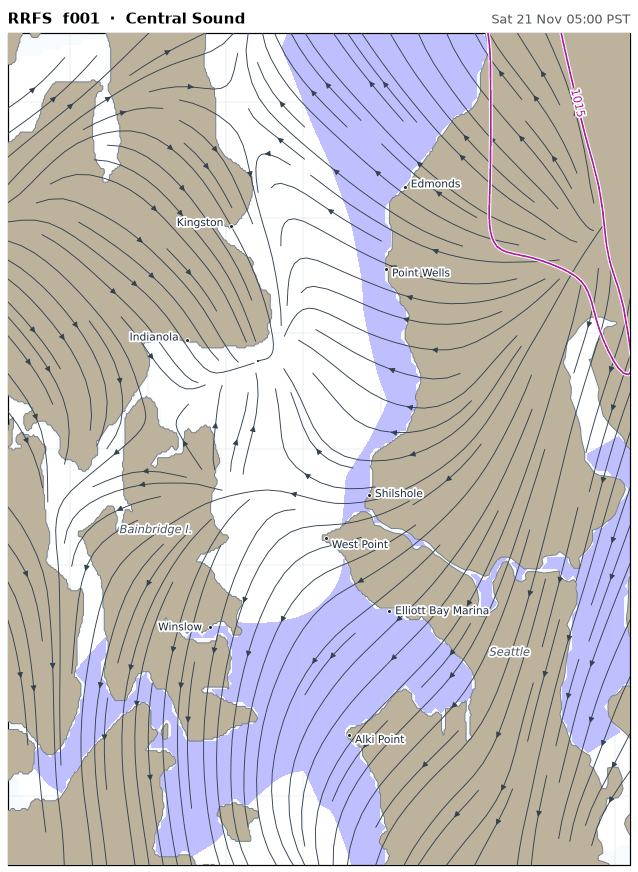 RRFS f001 · Central Sound
Sat 21 Nov 05:00 PST
1015
Edmonds
Kingston
Point Wells
Indianola
Shilshole
Bainbridge I.
West Point
Elliott Bay Marina
Winslow
Seattle
Alki Point